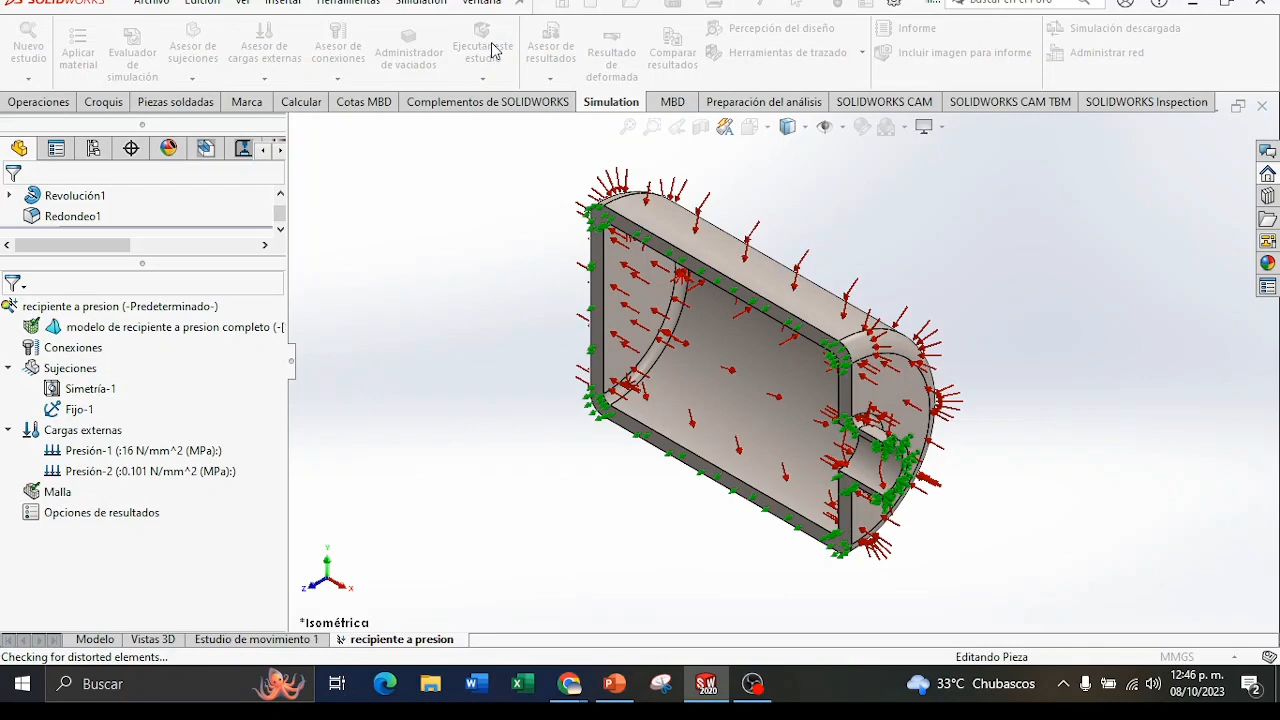 SOLIDWORKS
Archivo Edición Ver Insertar Herramientas Simulation Ventana
Nuevo estudio
Aplicar material
Evaluador de simulación
Asesor de sujeciones
Asesor de cargas externas
Asesor de conexiones
Administrador de vaciados
Ejecutar este estudio
Asesor de resultados
Resultado de deformada
Comparar resultados
Percepción del diseño
Herramientas de trazado
Informe
Incluir imagen para informe
Simulación descargada
Administrar red
Operaciones Croquis Piezas soldadas Marca Calcular Cotas MBD Complementos de SOLIDWORKS Simulation MBD Preparación del análisis SOLIDWORKS CAM SOLIDWORKS CAM TBM SOLIDWORKS Inspection
Revolución1
Redondeo1
recipiente a presion (-Predeterminado-)
modelo de recipiente a presion completo (-[
Conexiones
Sujeciones
Simetría-1
Fijo-1
Cargas externas
Presión-1 (:16 N/mm^2 (MPa):)
Presión-2 (:0.101 N/mm^2 (MPa):)
Malla
Opciones de resultados
Y
Z X
*Isométrica
Modelo Vistas 3D Estudio de movimiento 1 recipiente a presion
Checking for distorted elements... Editando Pieza MMGS
Buscar 33°C Chubascos 12:46 p. m.
08/10/2023